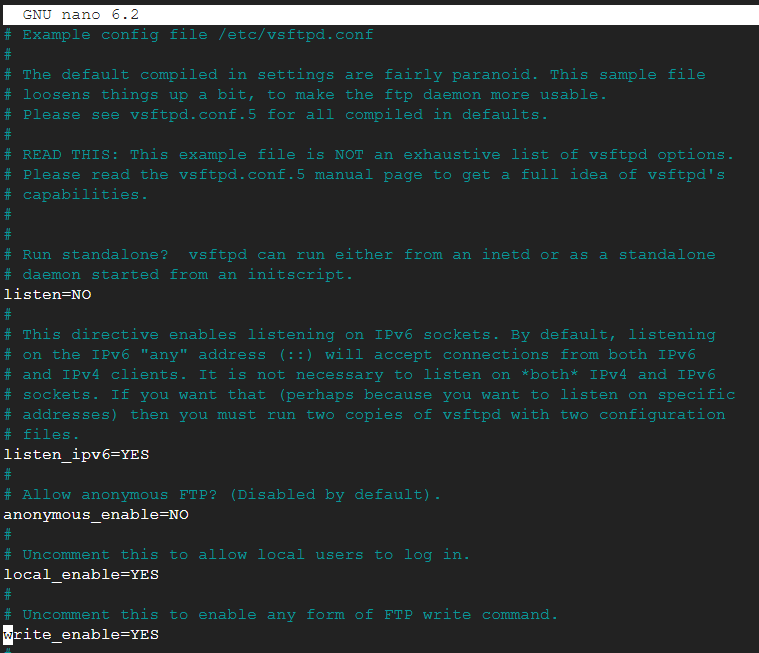 GNU nano 6.2
# Example config file /etc/vsftpd.conf
#
# The default compiled in settings are fairly paranoid. This sample file
# loosens things up a bit, to make the ftp daemon more usable.
# Please see vsftpd.conf.5 for all compiled in defaults.
#
# READ THIS: This example file is NOT an exhaustive list of vsftpd options.
# Please read the vsftpd.conf.5 manual page to get a full idea of vsftpd's
# capabilities.
#
#
# Run standalone?  vsftpd can run either from an inetd or as a standalone
# daemon started from an initscript.
listen=NO
#
# This directive enables listening on IPv6 sockets. By default, listening
# on the IPv6 "any" address (::) will accept connections from both IPv6
# and IPv4 clients. It is not necessary to listen on *both* IPv4 and IPv6
# sockets. If you want that (perhaps because you want to listen on specific
# addresses) then you must run two copies of vsftpd with two configuration
# files.
listen_ipv6=YES
#
# Allow anonymous FTP? (Disabled by default).
anonymous_enable=NO
#
# Uncomment this to allow local users to log in.
local_enable=YES
#
# Uncomment this to enable any form of FTP write command.
write_enable=YES
#